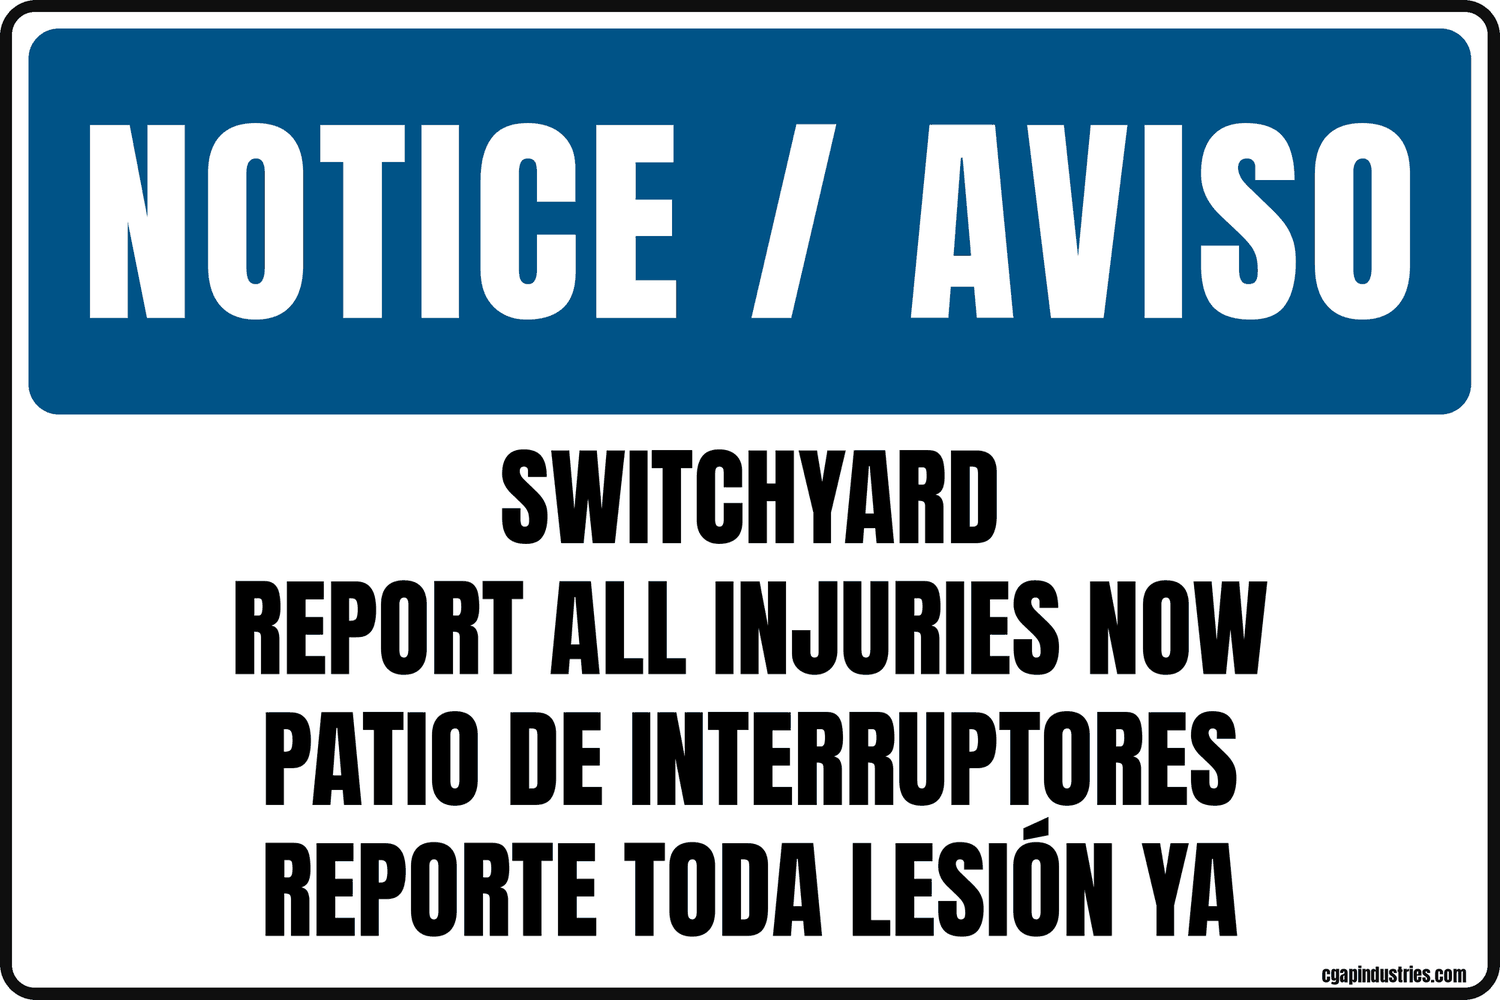 NOTICE / AVISO
SWITCHYARD
REPORT ALL INJURIES NOW
PATIO DE INTERRUPTORES
REPORTE TODA LESIÓN YA
cgapindustries.com